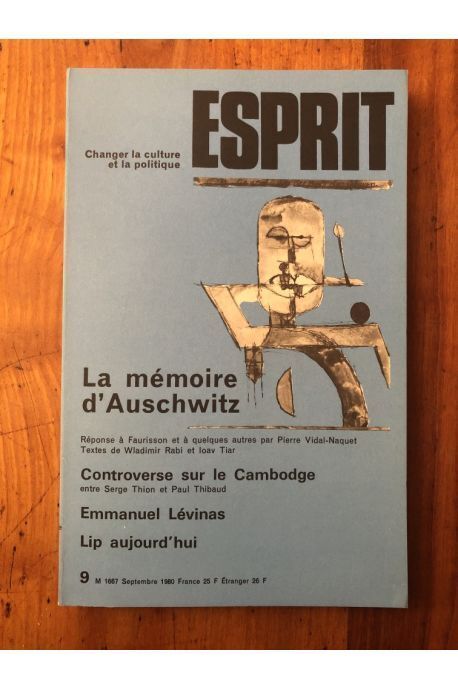 ESPRIT
Changer la culture
et la politique
La mémoire
d'Auschwitz
Réponse à Faurisson et à quelques autres par Pierre Vidal-Naquet
Textes de Wladimir Rabi et Ioav Tiar
Controverse sur le Cambodge
entre Serge Thion et Paul Thibaud
Emmanuel Lévinas
Lip aujourd'hui
9 M 1667 Septembre 1980 France 25 F Étranger 26 F